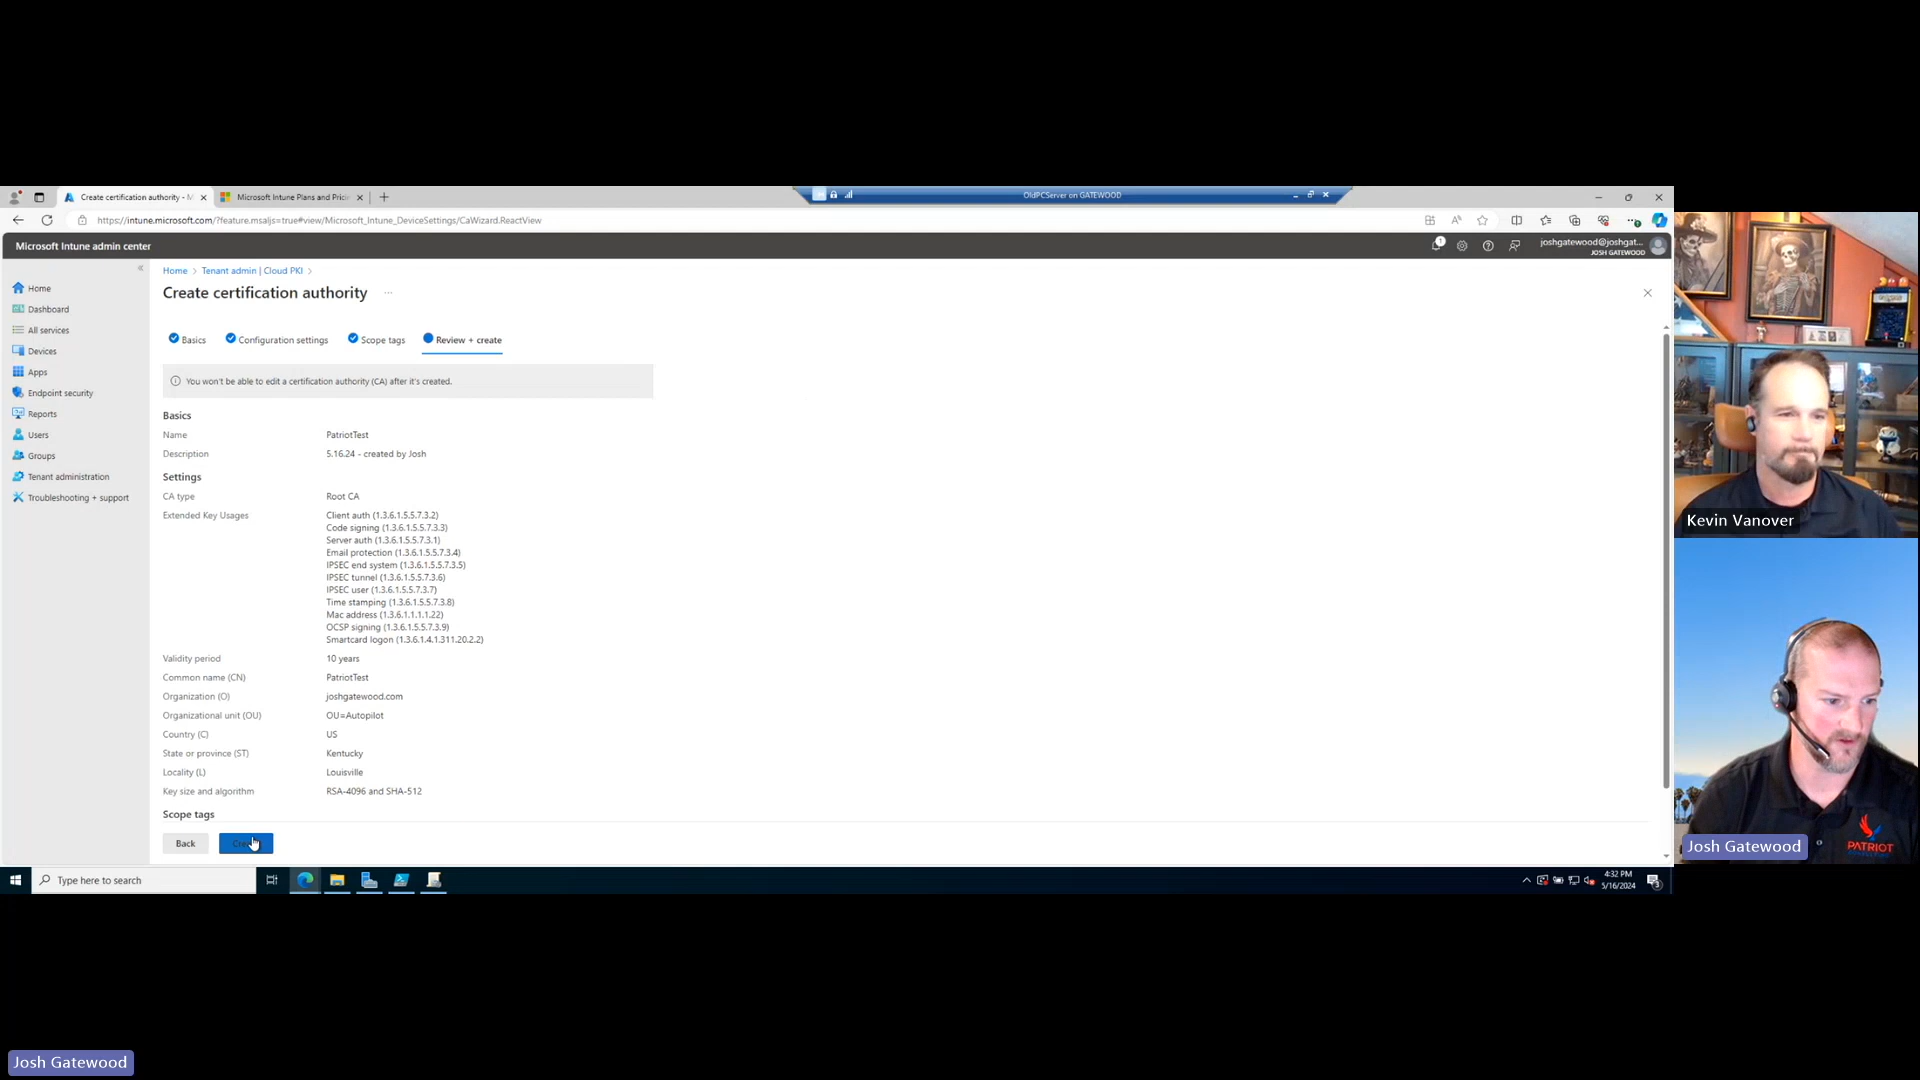 Create certification authority - M
Microsoft Intune Plans and Pricin
OldPCServer on GATEWOOD
https://intune.microsoft.com/?feature.msaljs=true#view/Microsoft_Intune_DeviceSettings/CaWizard.ReactView
Microsoft Intune admin center
1
joshgatewood@joshgat...
JOSH GATEWOOD
Home
Dashboard
All services
Devices
Apps
Endpoint security
Reports
Users
Groups
Tenant administration
Troubleshooting + support
Home > Tenant admin | Cloud PKI >
Create certification authority ...
Basics Configuration settings Scope tags Review + create
You won't be able to edit a certification authority (CA) after it's created.
Basics
Name PatriotTest
Description 5.16.24 - created by Josh
Settings
CA type Root CA
Extended Key Usages Client auth (1.3.6.1.5.5.7.3.2)
Code signing (1.3.6.1.5.5.7.3.3)
Server auth (1.3.6.1.5.5.7.3.1)
Email protection (1.3.6.1.5.5.7.3.4)
IPSEC end system (1.3.6.1.5.5.7.3.5)
IPSEC tunnel (1.3.6.1.5.5.7.3.6)
IPSEC user (1.3.6.1.5.5.7.3.7)
Time stamping (1.3.6.1.5.5.7.3.8)
Mac address (1.3.6.1.1.1.1.22)
OCSP signing (1.3.6.1.5.5.7.3.9)
Smartcard logon (1.3.6.1.4.1.311.20.2.2)
Validity period 10 years
Common name (CN) PatriotTest
Organization (O) joshgatewood.com
Organizational unit (OU) OU=Autopilot
Country (C) US
State or province (ST) Kentucky
Locality (L) Louisville
Key size and algorithm RSA-4096 and SHA-512
Scope tags
Back
Type here to search
4:32 PM
5/16/2024
3
Kevin Vanover
PATRIOT
Josh Gatewood
Josh Gatewood